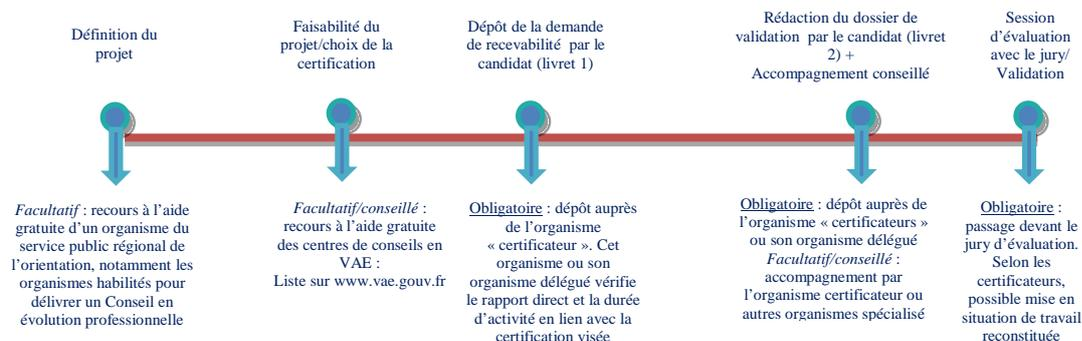 Définition du
projet
Faisabilité du
projet/choix de la
certification
Dépôt de la demande
de recevabilité par le
candidat (livret 1)
Rédaction du dossier de
validation par le candidat (livret
2) +
Accompagnement conseillé
Session
d’évaluation
avec le jury/
Validation
Facultatif : recours à l’aide
gratuite d’un organisme du
service public régional de
l’orientation, notamment les
organismes habilités pour
délivrer un Conseil en
évolution professionnelle
Facultatif/conseillé :
recours à l’aide gratuite
des centres de conseils en
VAE :
Liste sur www.vae.gouv.fr
Obligatoire : dépôt auprès
de l’organisme
« certificateur ». Cet
organisme ou son
organisme délégué vérifie
le rapport direct et la durée
d’activité en lien avec la
certification visée
Obligatoire : dépôt auprès de
l’organisme « certificateurs »
ou son organisme délégué
Facultatif/conseillé :
accompagnement par
l’organisme certificateur ou
autres organismes spécialisé
Obligatoire :
passage devant le
jury d’évaluation.
Selon les
certificateurs,
possible mise en
situation de travail
reconstituée